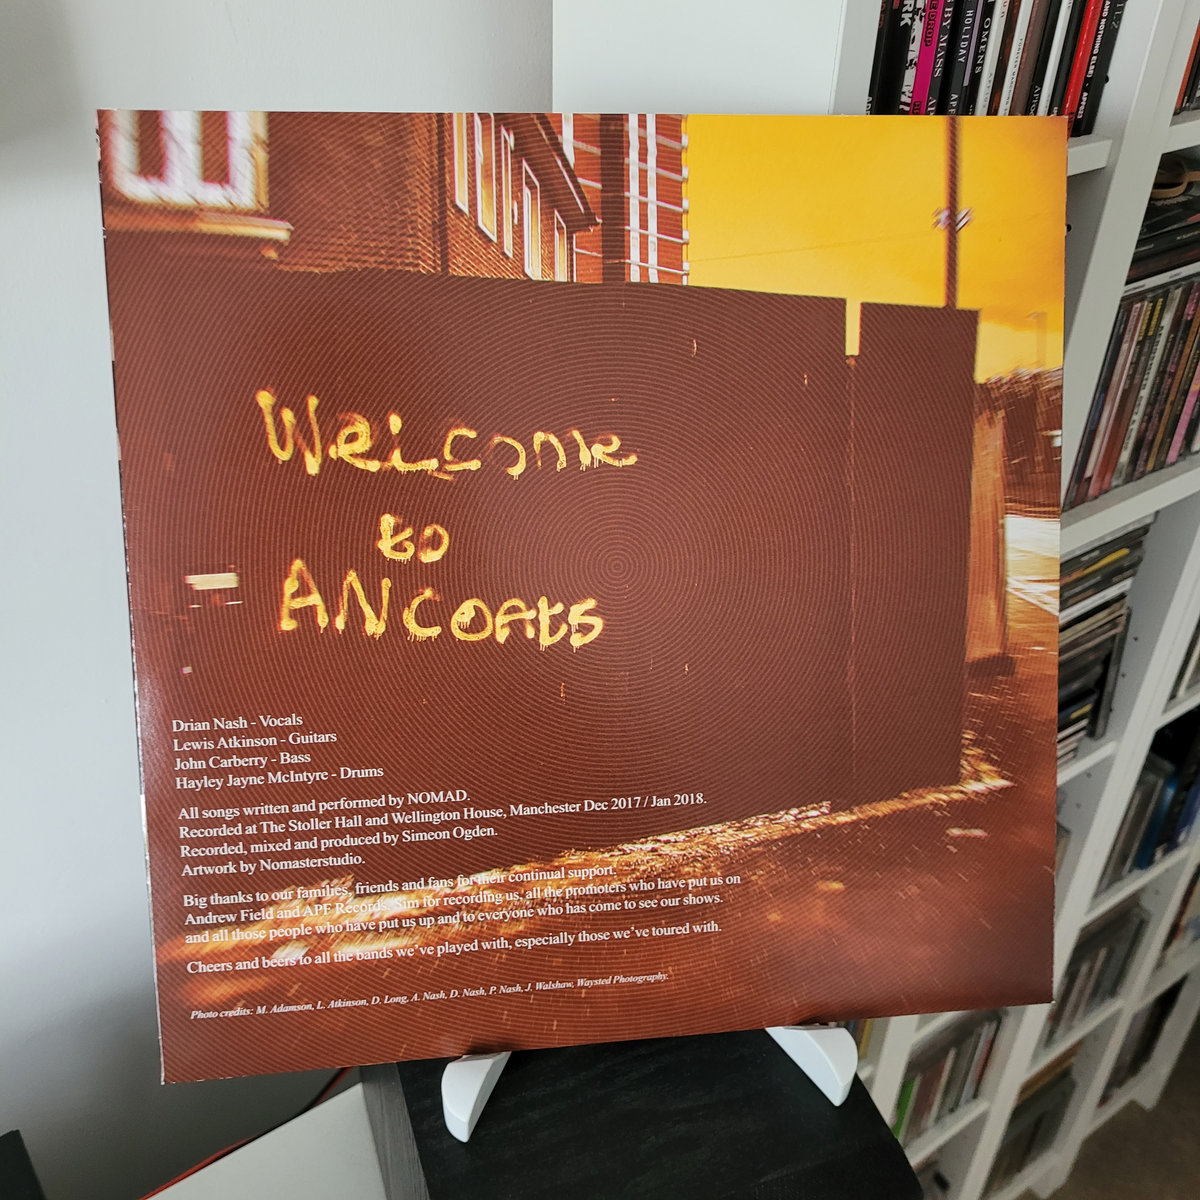 WELcome
to
ANCOATS
Drian Nash - Vocals
Lewis Atkinson - Guitars
John Carberry - Bass
Hayley Jayne McIntyre - Drums
All songs written and performed by NOMAD.
Recorded at The Stoller Hall and Wellington House, Manchester Dec 2017 / Jan 2018.
Recorded, mixed and produced by Simeon Ogden.
Artwork by Nomasterstudio.
Big thanks to our families, friends and fans for their continual support.
Andrew Field and APF Records, Sim for recording us, all the promoters who have put us on
and all those people who have put us up and to everyone who has come to see our shows.
Cheers and beers to all the bands we've played with, especially those we've toured with.
Photo credits: M. Adamson, L. Atkinson, D. Long, A. Nash, D. Nash, P. Nash, J. Walshaw, Waysted Photography.
HOLIDAY
OMENS
AND NOTHING ELSE)